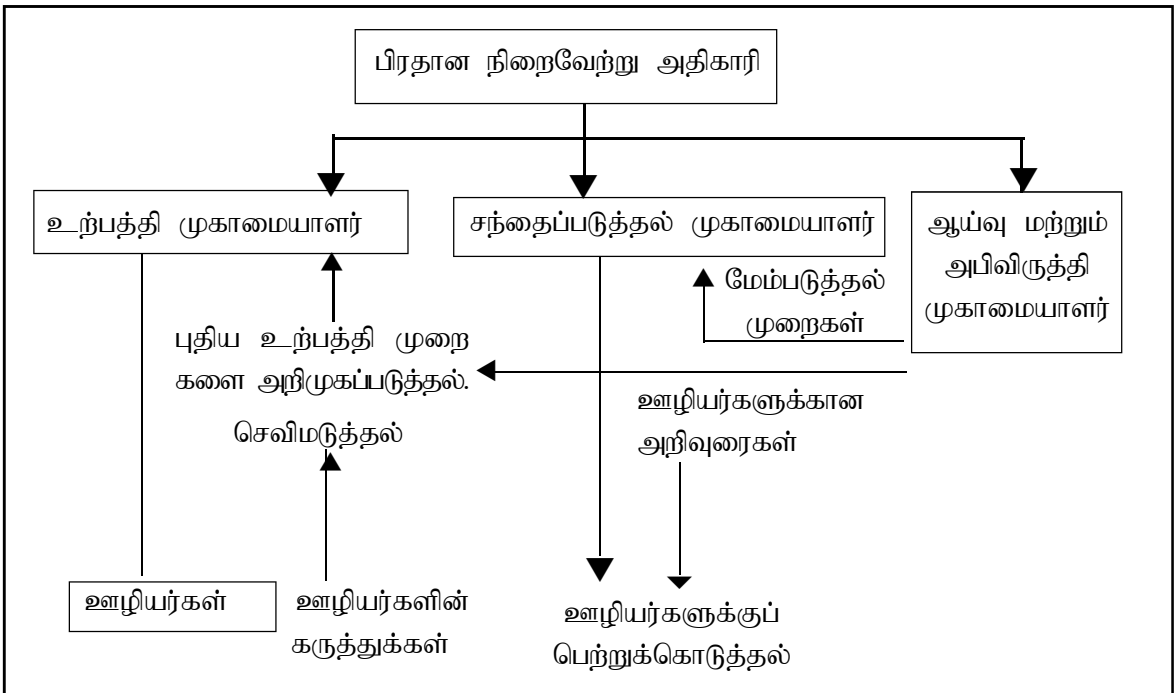 பிரதான நிறைவேற்று அதிகாரி
உற்பத்தி முகாமையாளர்
சந்தைப்படுத்தல் முகாமையாளர்
ஆய்வு மற்றும்
அபிவிருத்தி
முகாமையாளர்
மேம்படுத்தல்
முறைகள்
புதிய உற்பத்தி முறை
களை அறிமுகப்படுத்தல்.
செவிமடுத்தல்
ஊழியர்களுக்கான
அறிவுரைகள்
ஊழியர்கள்
ஊழியர்களின்
கருத்துக்கள்
ஊழியர்களுக்குப்
பெற்றுக்கொடுத்தல்